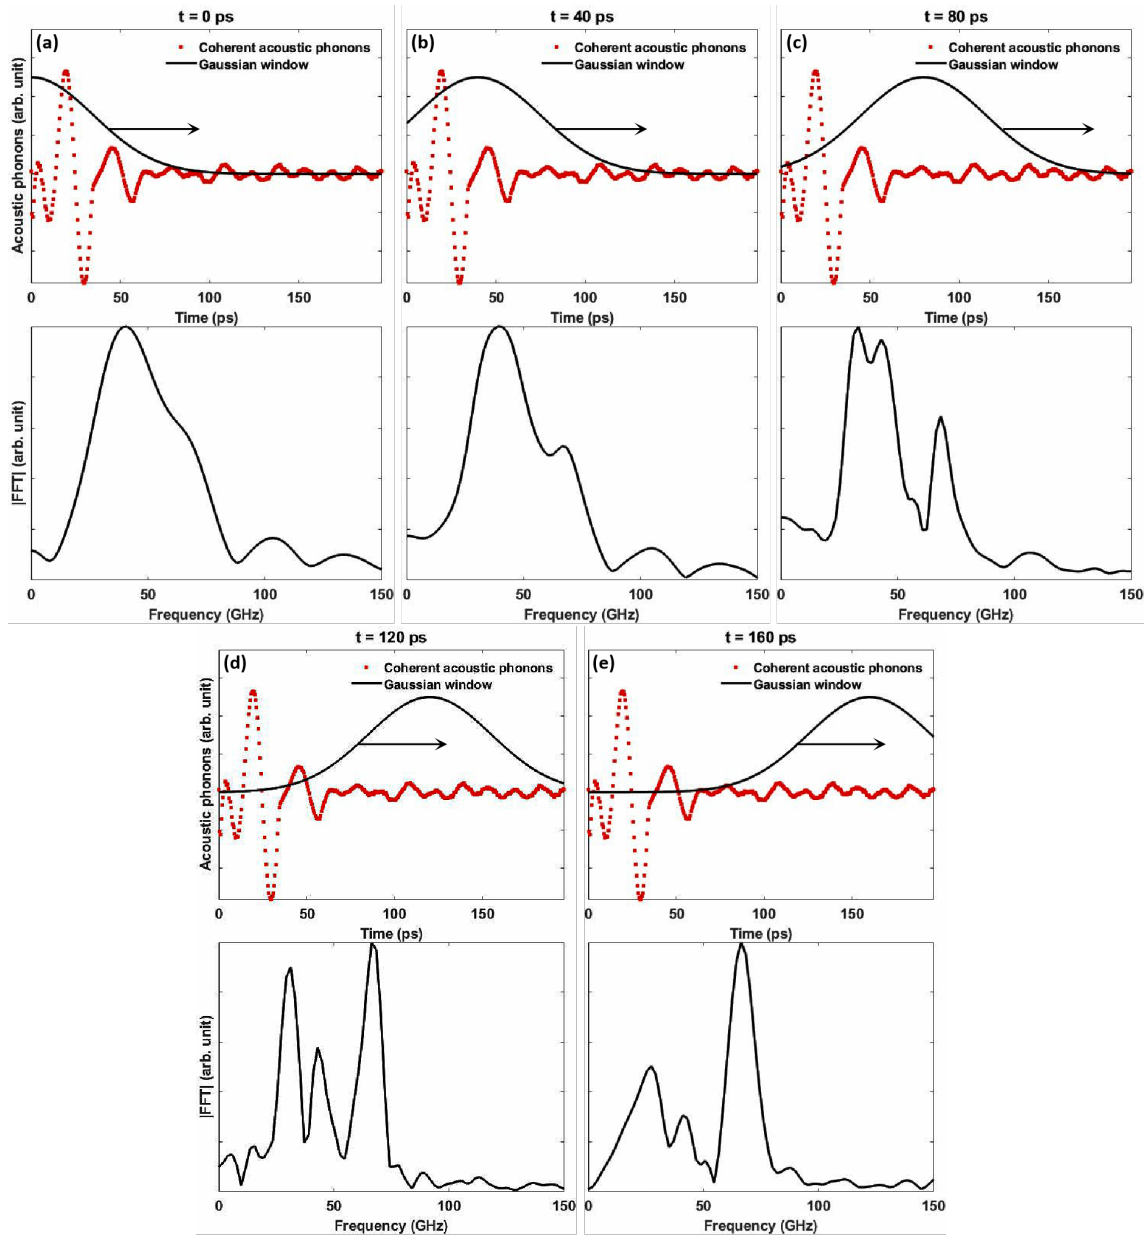 t = 0 ps
(a)
Coherent acoustic phonons
Gaussian window
Acoustic phonons (arb. unit)
0 50 100 150
Time (ps)
|FFT| (arb. unit)
0 50 100 150
Frequency (GHz)
t = 40 ps
(b)
Coherent acoustic phonons
Gaussian window
0 50 100 150
Time (ps)
0 50 100 150
Frequency (GHz)
t = 80 ps
(c)
Coherent acoustic phonons
Gaussian window
0 50 100 150
Time (ps)
0 50 100 150
Frequency (GHz)
t = 120 ps
(d)
Coherent acoustic phonons
Gaussian window
Acoustic phonons (arb. unit)
0 50 100 150
Time (ps)
|FFT| (arb. unit)
0 50 100 150
Frequency (GHz)
t = 160 ps
(e)
Coherent acoustic phonons
Gaussian window
0 50 100 150
Time (ps)
0 50 100 150
Frequency (GHz)